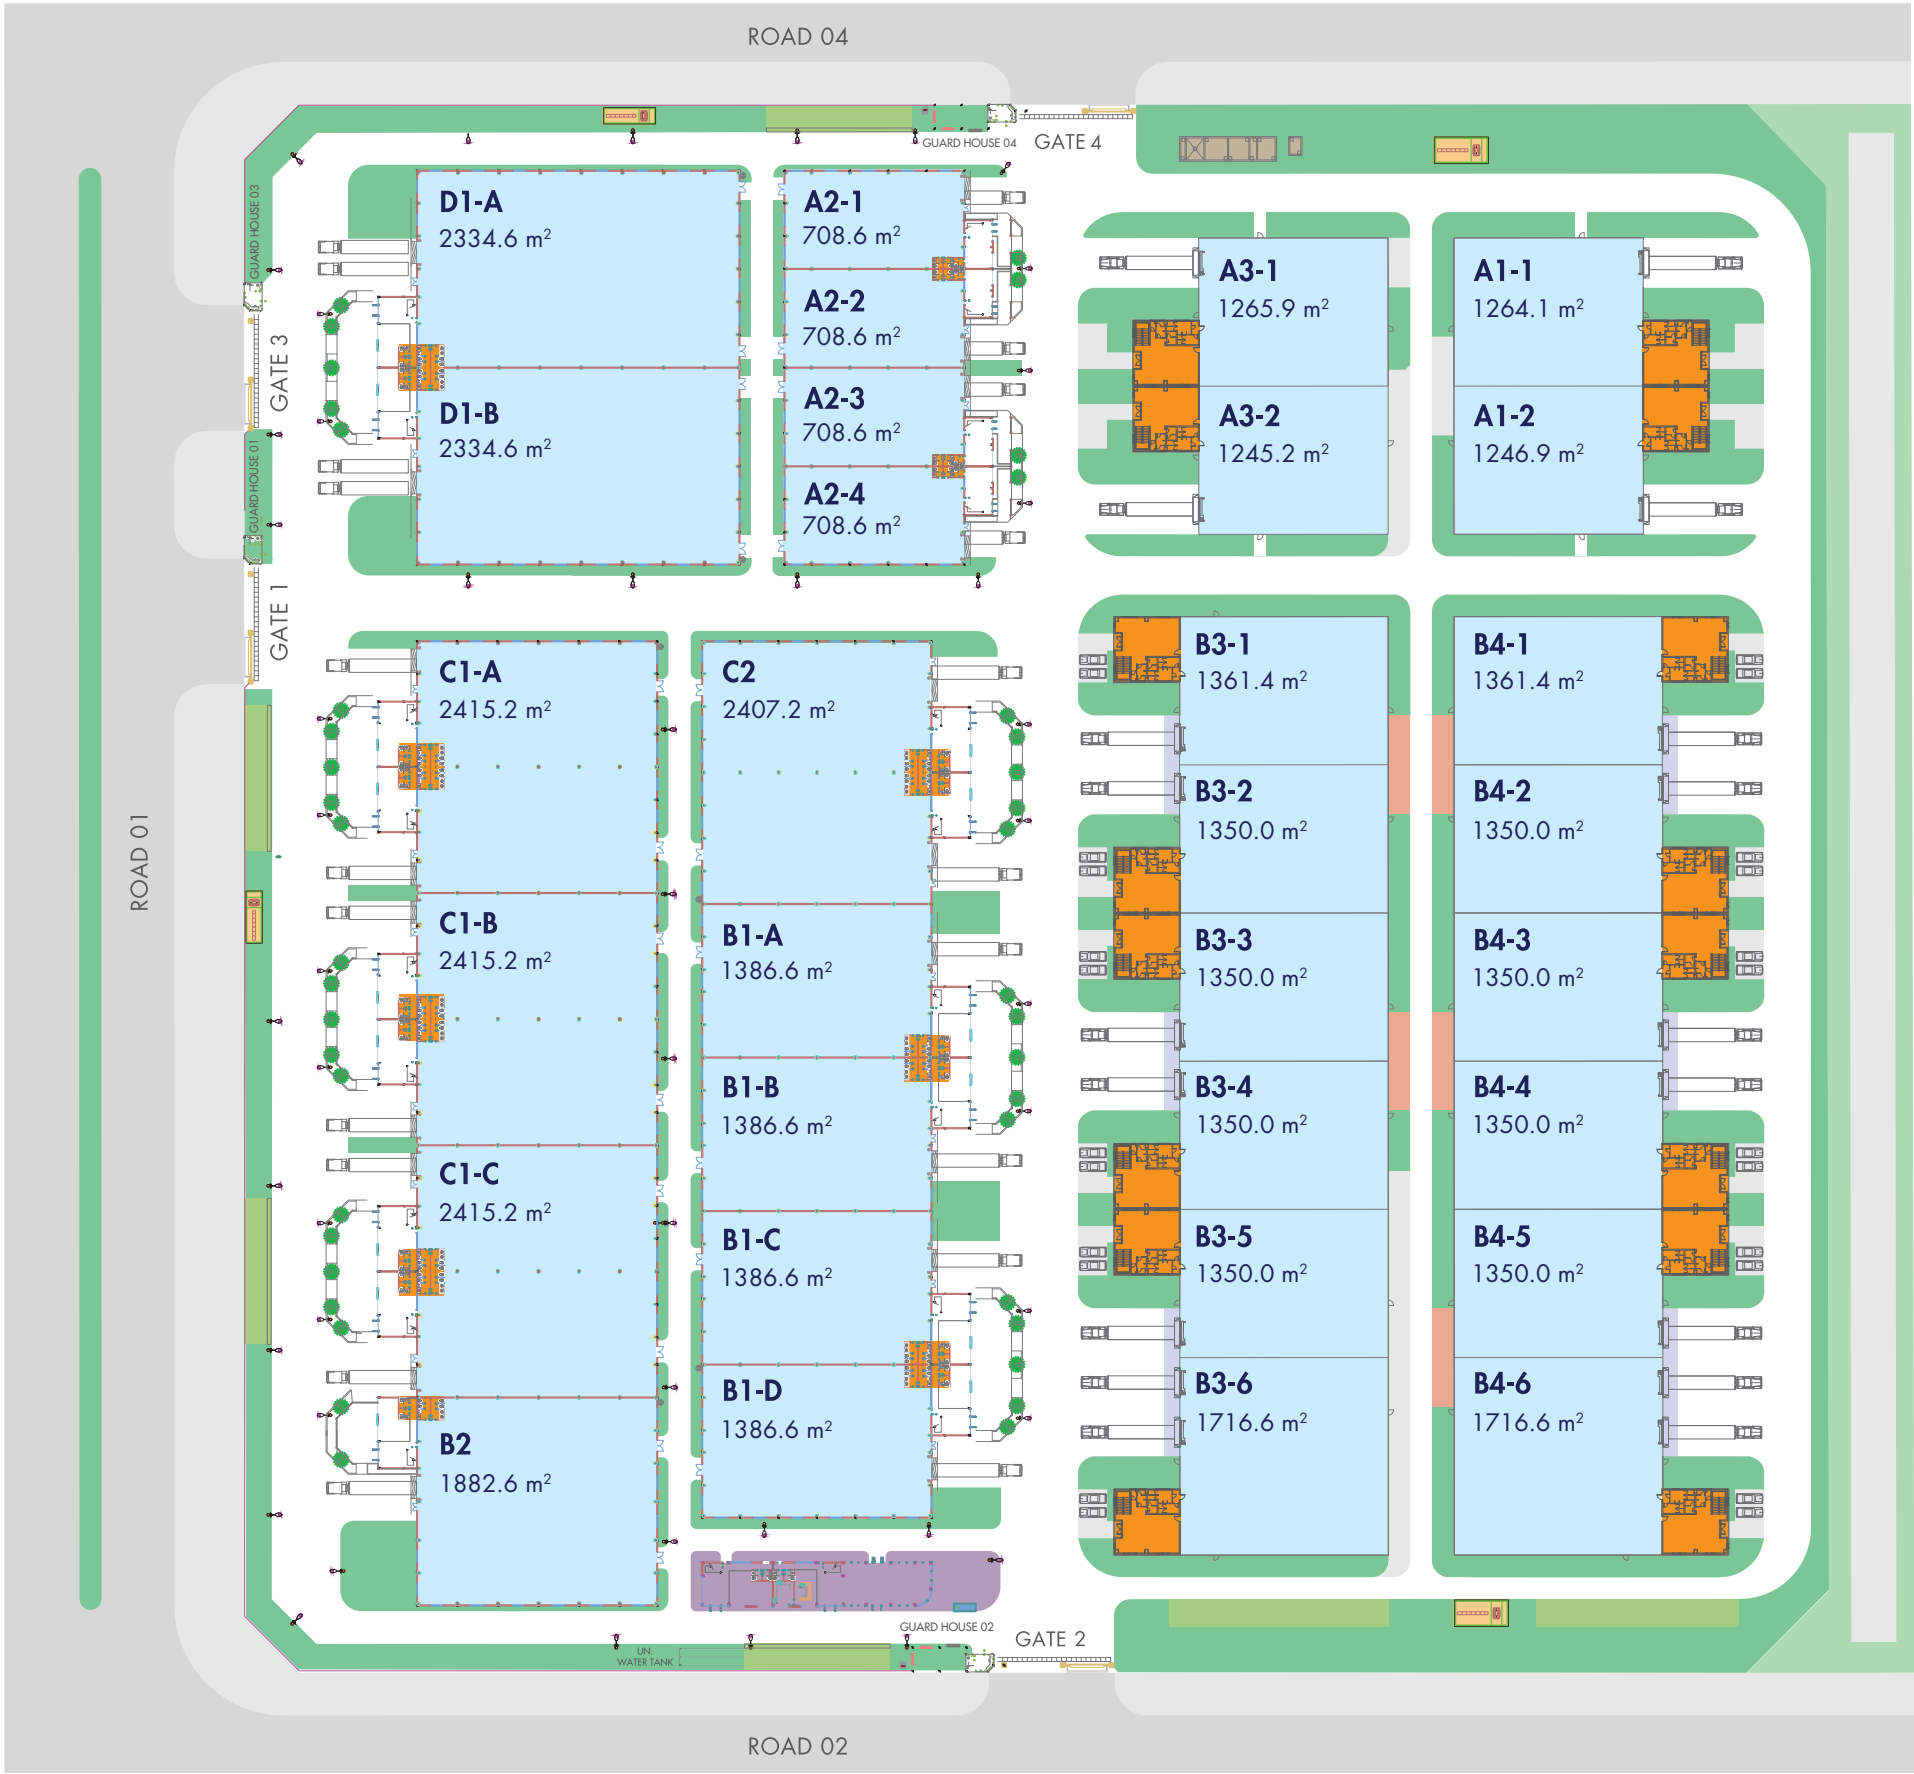 ROAD 04
GUARD HOUSE 04
GATE 4
GUARD HOUSE 03
GATE 3
GUARD HOUSE 01
GATE 1
ROAD 01
D1-A
2334.6 m²
D1-B
2334.6 m²
A2-1
708.6 m²
A2-2
708.6 m²
A2-3
708.6 m²
A2-4
708.6 m²
A3-1
1265.9 m²
A3-2
1245.2 m²
A1-1
1264.1 m²
A1-2
1246.9 m²
C1-A
2415.2 m²
C1-B
2415.2 m²
C1-C
2415.2 m²
B2
1882.6 m²
C2
2407.2 m²
B1-A
1386.6 m²
B1-B
1386.6 m²
B1-C
1386.6 m²
B1-D
1386.6 m²
B3-1
1361.4 m²
B3-2
1350.0 m²
B3-3
1350.0 m²
B3-4
1350.0 m²
B3-5
1350.0 m²
B3-6
1716.6 m²
B4-1
1361.4 m²
B4-2
1350.0 m²
B4-3
1350.0 m²
B4-4
1350.0 m²
B4-5
1350.0 m²
B4-6
1716.6 m²
GUARD HOUSE 02
GATE 2
UN.
WATER TANK
ROAD 02